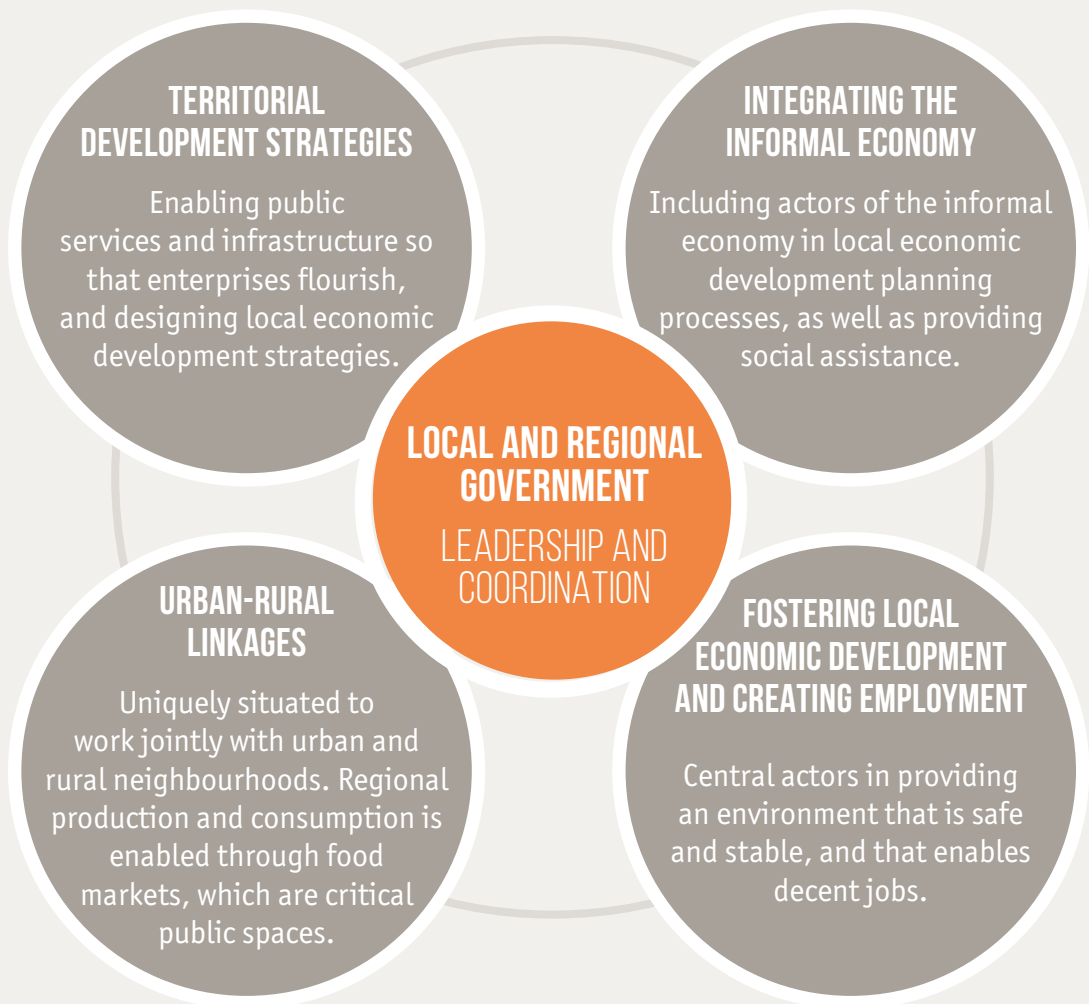 TERRITORIAL
DEVELOPMENT STRATEGIES
Enabling public
services and infrastructure so
that enterprises flourish,
and designing local economic
development strategies.
INTEGRATING THE
INFORMAL ECONOMY
Including actors of the informal
economy in local economic
development planning
processes, as well as providing
social assistance.
LOCAL AND REGIONAL
GOVERNMENT
LEADERSHIP AND
COORDINATION
URBAN-RURAL
LINKAGES
Uniquely situated to
work jointly with urban and
rural neighbourhoods. Regional
production and consumption is
enabled through food
markets, which are critical
public spaces.
FOSTERING LOCAL
ECONOMIC DEVELOPMENT
AND CREATING EMPLOYMENT
Central actors in providing
an environment that is safe
and stable, and that enables
decent jobs.